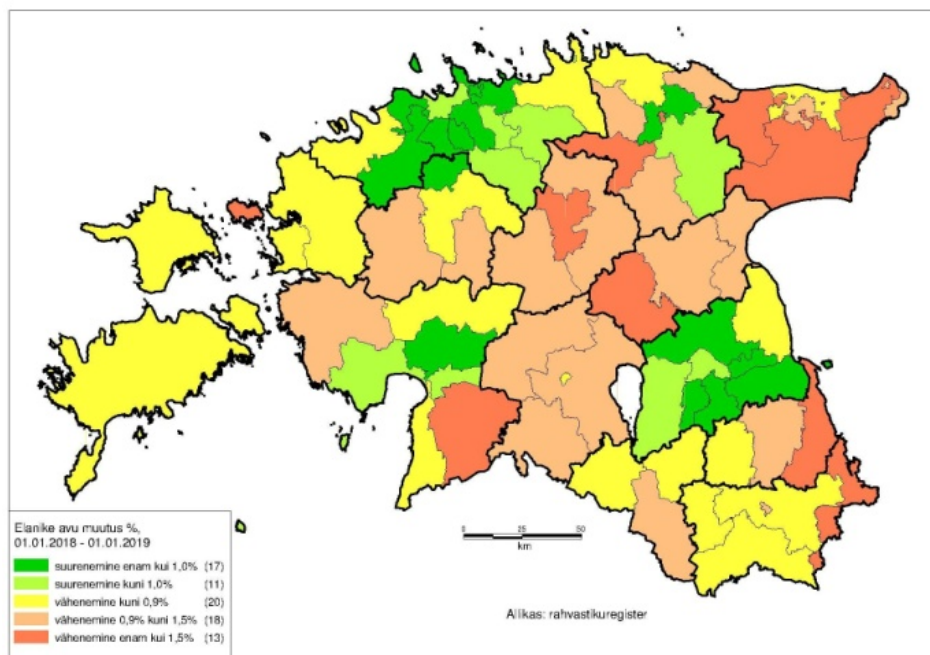 Elanike avu muutus %,
01.01.2018 - 01.01.2019
suurenemine enam kui 1,0% (17)
suurenemine kuni 1,0% (11)
vähenemine kuni 0,9% (20)
vähenemine 0,9% kuni 1,5% (18)
vähenemine enam kui 1,5% (13)
0 25 50
km
Allikas: rahvastikuregister